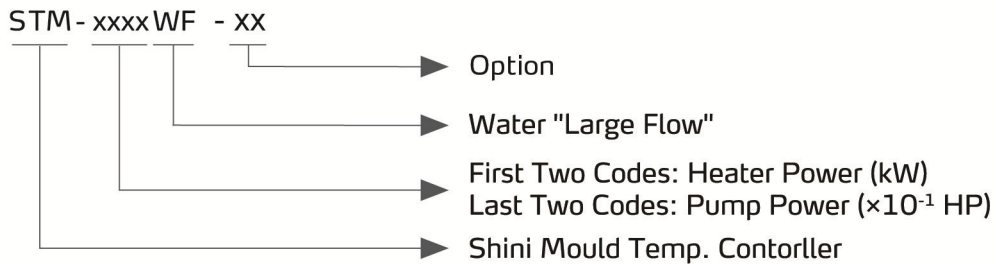 STM - xxxx WF - xx
Option
Water "Large Flow"
First Two Codes: Heater Power (kW)
Last Two Codes: Pump Power (×10⁻¹ HP)
Shini Mould Temp. Contorller